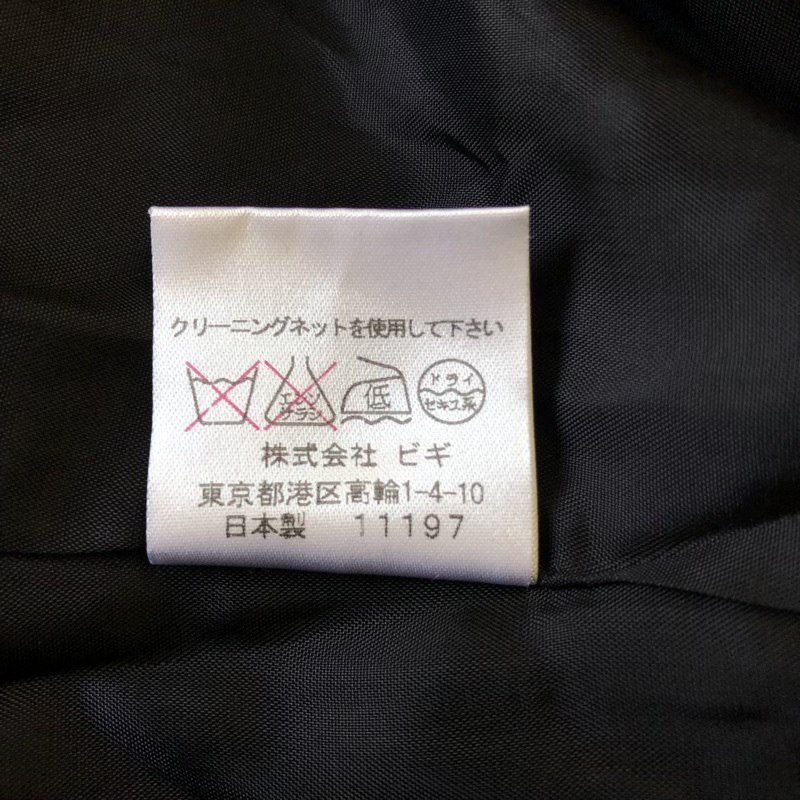 クリーニングネットを使用して下さい
エンソ サラシ 低 ドライ セキユ系
株式会社 ビギ
東京都港区高輪1-4-10
日本製 11197